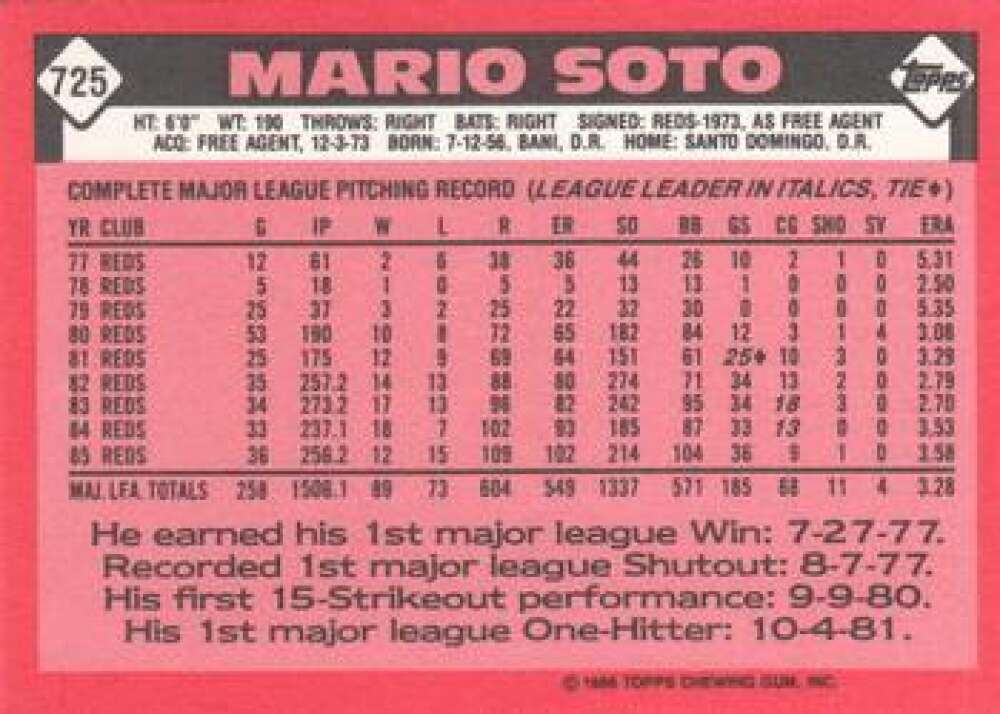 725 MARIO SOTO Topps
HT: 6'0" WT: 190 THROWS: RIGHT BATS: RIGHT SIGNED: REDS-1973, AS FREE AGENT
ACQ: FREE AGENT, 12-3-73 BORN: 7-12-56, BANI, D.R. HOME: SANTO DOMINGO, D.R.
COMPLETE MAJOR LEAGUE PITCHING RECORD (LEAGUE LEADER IN ITALICS, TIE♦)
YR CLUB G IP W L R ER SO BB GS CG SHO SV ERA
77 REDS 12 61 2 6 38 36 44 26 10 2 1 0 5.31
78 REDS 5 18 1 0 5 5 13 13 1 0 0 0 2.50
79 REDS 25 37 3 2 25 22 32 30 0 0 0 0 5.35
80 REDS 53 190 10 8 72 65 182 84 12 3 1 4 3.08
81 REDS 25 175 12 9 69 64 151 61 25♦ 10 3 0 3.29
82 REDS 35 257.2 14 13 88 80 274 71 34 13 2 0 2.79
83 REDS 34 273.2 17 13 96 82 242 95 34 18 3 0 2.70
84 REDS 33 237.1 18 7 102 93 185 87 33 13 0 0 3.53
85 REDS 36 256.2 12 15 109 102 214 104 36 9 1 0 3.58
MAJ. LEA. TOTALS 258 1506.1 89 73 604 549 1337 571 185 68 11 4 3.28
He earned his 1st major league Win: 7-27-77.
Recorded 1st major league Shutout: 8-7-77.
His first 15-Strikeout performance: 9-9-80.
His 1st major league One-Hitter: 10-4-81.
© 1986 TOPPS CHEWING GUM, INC.